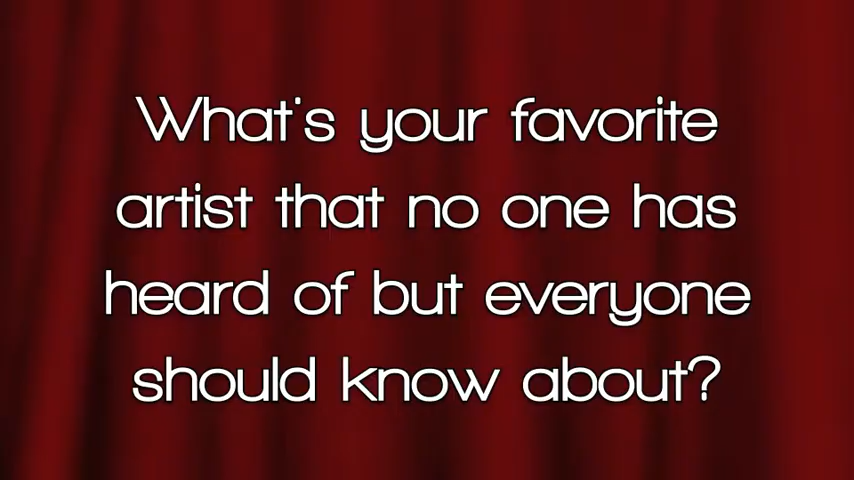 What's your favorite
artist that no one has
heard of but everyone
should know about?